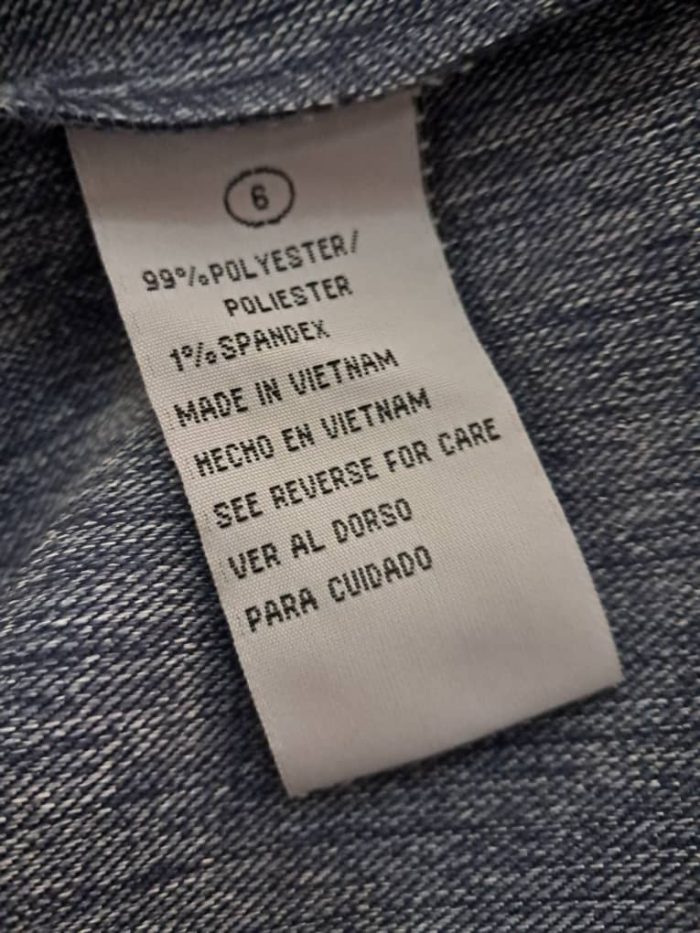 6
99%POLYESTER/
POLIESTER
1%SPANDEX
MADE IN VIETNAM
HECHO EN VIETNAM
SEE REVERSE FOR CARE
VER AL DORSO
PARA CUIDADO